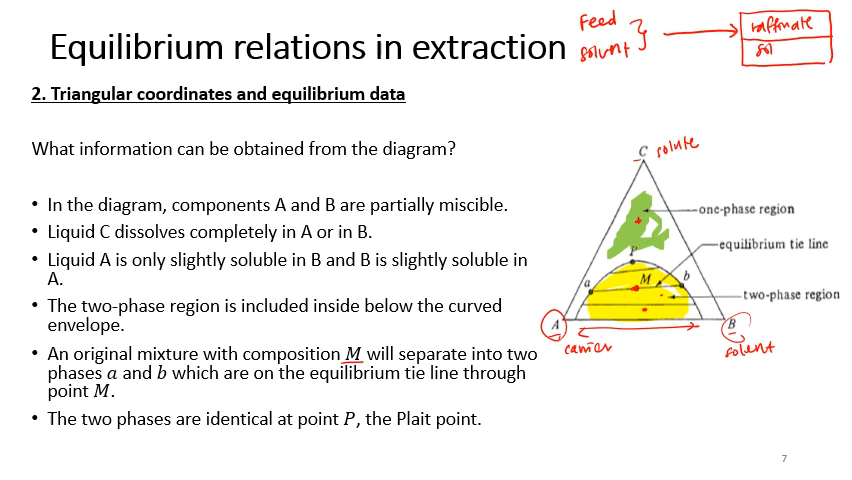 Equilibrium relations in extraction
Feed
solvent
raffinate
sol
2. Triangular coordinates and equilibrium data
What information can be obtained from the diagram?
• In the diagram, components A and B are partially miscible.
• Liquid C dissolves completely in A or in B.
• Liquid A is only slightly soluble in B and B is slightly soluble in
A.
• The two-phase region is included inside below the curved
envelope.
• An original mixture with composition M will separate into two
phases a and b which are on the equilibrium tie line through
point M.
• The two phases are identical at point P, the Plait point.
C solute
one-phase region
P
equilibrium tie line
a
M
b
two-phase region
A
B
carrier
solvent
7